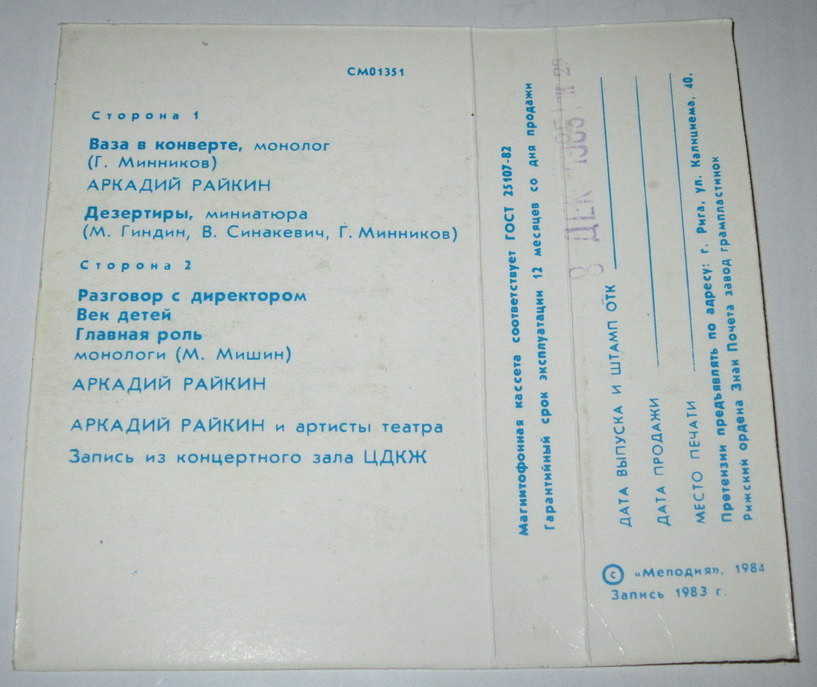 СМ01351
Сторона 1
Ваза в конверте, монолог
(Г. Минников)
АРКАДИЙ РАЙКИН
Дезертиры, миниатюра
(М. Гиндин, В. Синакевич, Г. Минников)
Сторона 2
Разговор с директором
Век детей
Главная роль
монологи (М. Мишин)
АРКАДИЙ РАЙКИН
АРКАДИЙ РАЙКИН и артисты театра
Запись из концертного зала ЦДКЖ
Магнитофонная кассета соответствует ГОСТ 25107-82
Гарантийный срок эксплуатации 12 месяцев со дня продажи
8 ДЕК 1985
ДАТА ВЫПУСКА И ШТАМП ОТК
ДАТА ПРОДАЖИ
МЕСТО ПЕЧАТИ
Претензии предъявлять по адресу: г. Рига, ул. Калнциема, 40.
Рижский ордена Знак Почета завод грампластинок
© «Мелодия», 1984
Запись 1983 г.